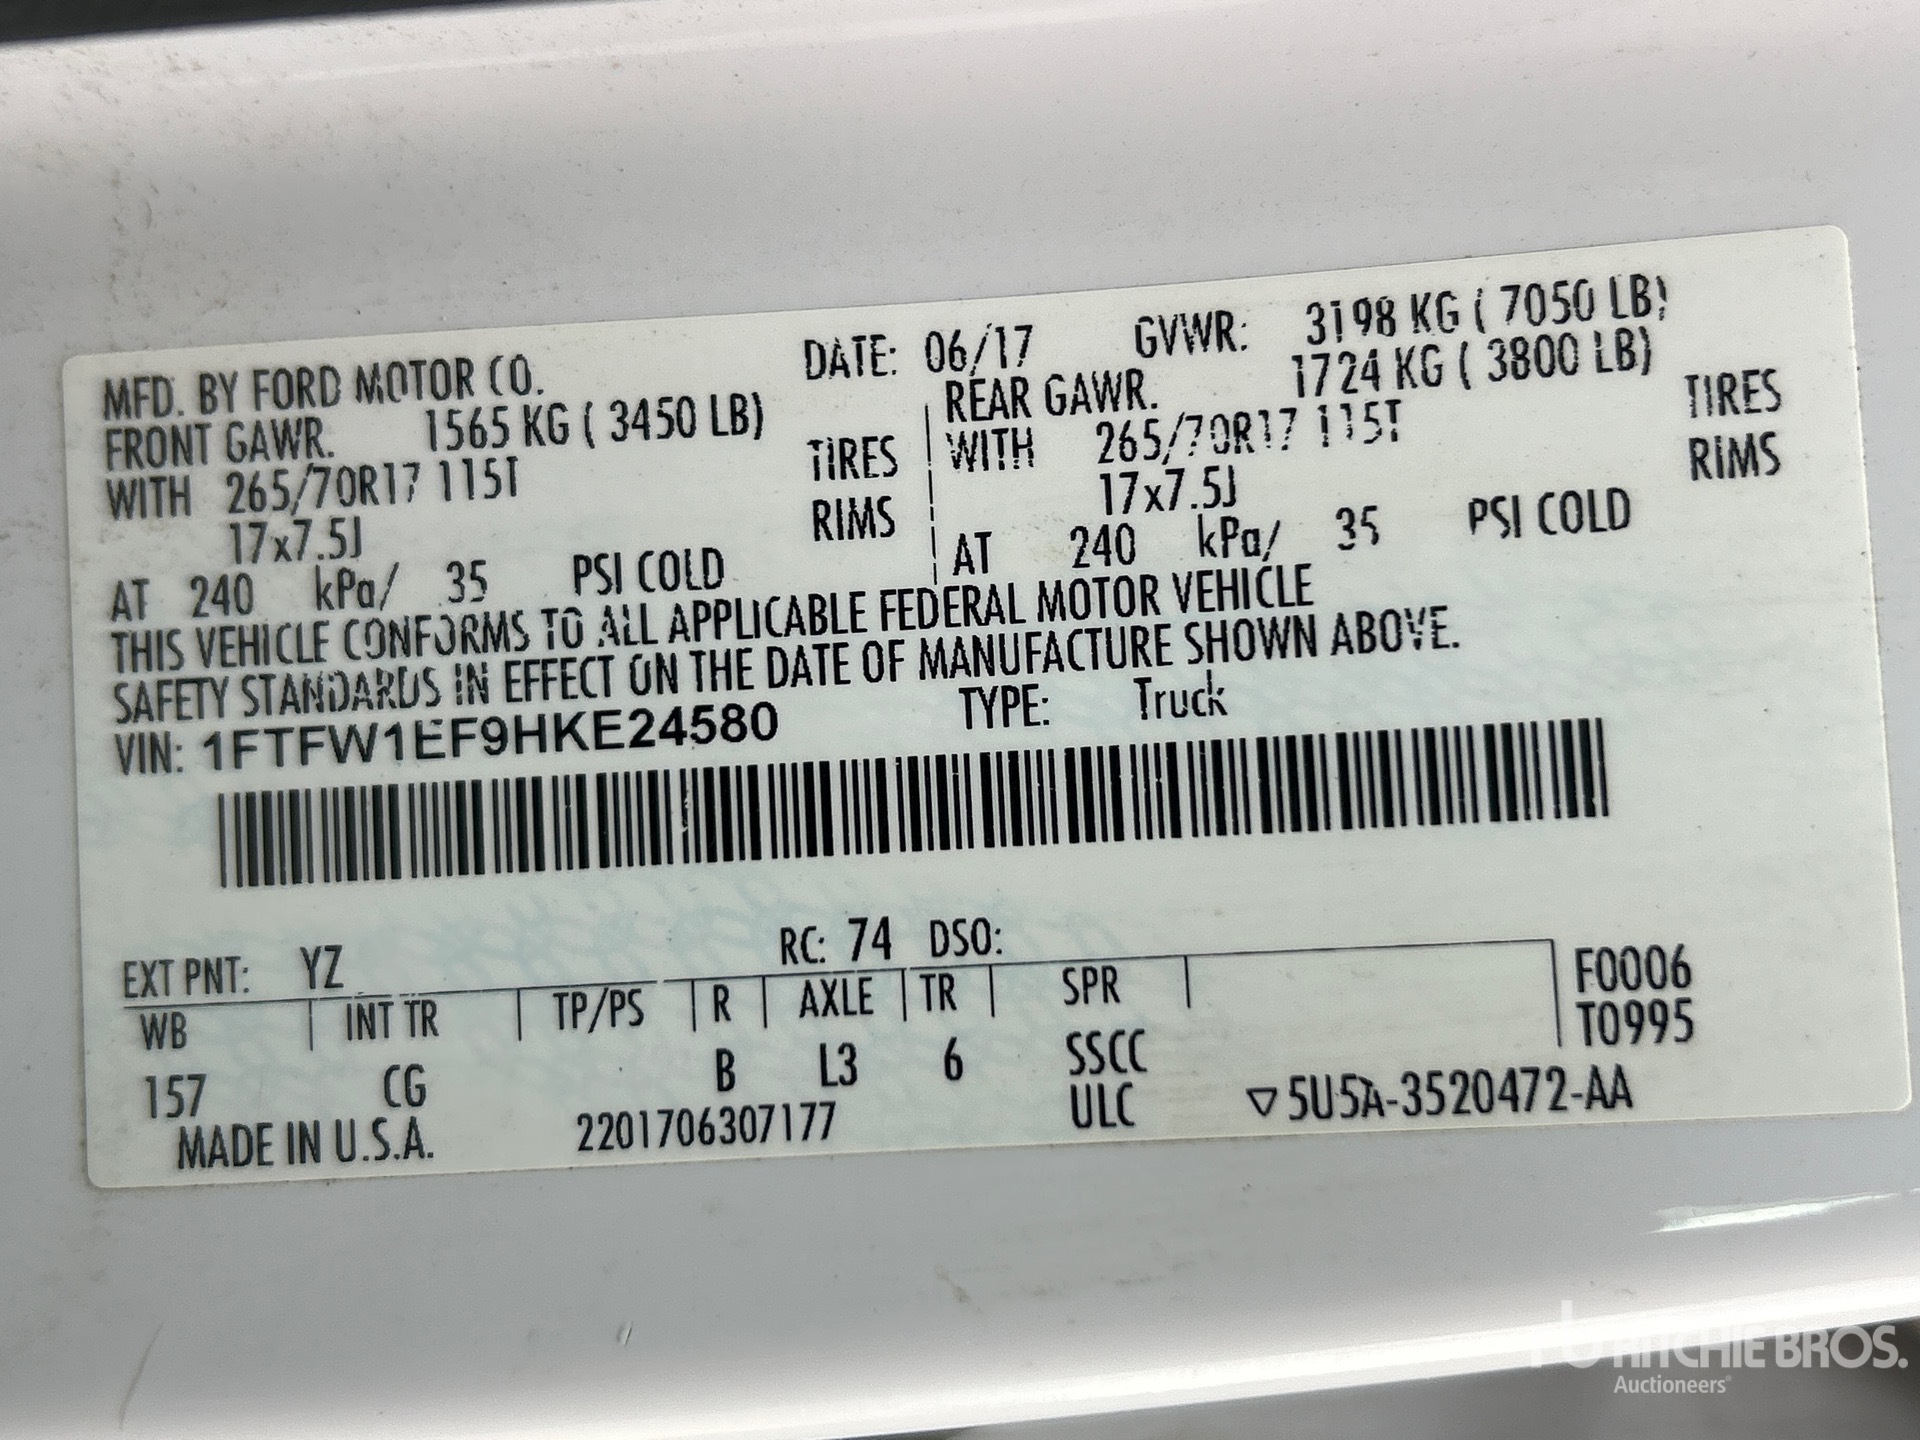 MFD. BY FORD MOTOR CO. DATE: 06/17 GVWR: 3198 KG ( 7050 LB)
FRONT GAWR. 1565 KG ( 3450 LB) REAR GAWR. 1724 KG ( 3800 LB)
WITH 265/70R17 115T TIRES WITH 265/70R17 115T TIRES
17x7.5J RIMS 17x7.5J RIMS
AT 240 kPa/ 35 PSI COLD AT 240 kPa/ 35 PSI COLD
THIS VEHICLE CONFORMS TO ALL APPLICABLE FEDERAL MOTOR VEHICLE
SAFETY STANDARDS IN EFFECT ON THE DATE OF MANUFACTURE SHOWN ABOVE.
VIN: 1FTFW1EF9HKE24580 TYPE: Truck
EXT PNT: YZ RC: 74 DSO:
WB INT TR TP/PS R AXLE TR SPR F0006
T0995
157 CG B L3 6 SSCC
MADE IN U.S.A. 2201706307177 ULC ▽5U5A-3520472-AA
RITCHIE BROS.
Auctioneers®